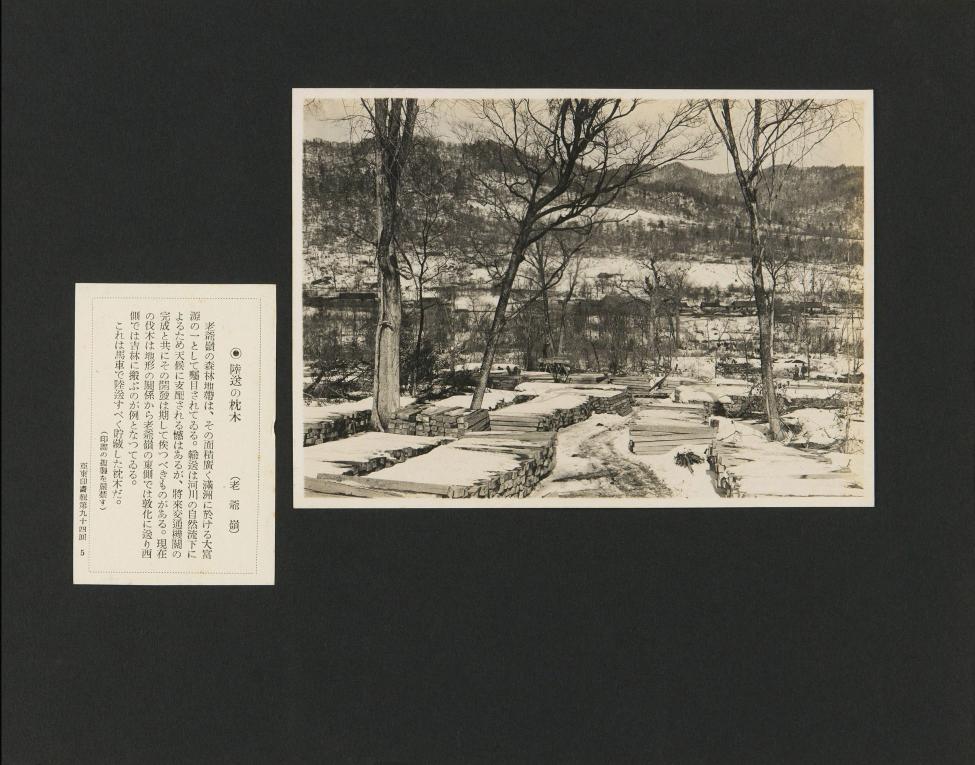 ◉ 陸送の枕木 （老爺嶺）
老爺嶺の森林地帶は、その面積廣く滿洲に於ける大富
源の一として矚目されてゐる。輸送は河川の自然流下に
よるため天候に支配される憾はあるが、將來交通機關の
完成と共にその開發は期して俟つべきものがある。現在
の伐木は地形の關係から老爺嶺の東側では敦化に送り西
側では吉林に搬ぶのが例となつてゐる。
これは馬車で陸送すべく貯藏した枕木だ。
（印畫の複製を嚴禁す）
亞東印畫輯第九十四回 5